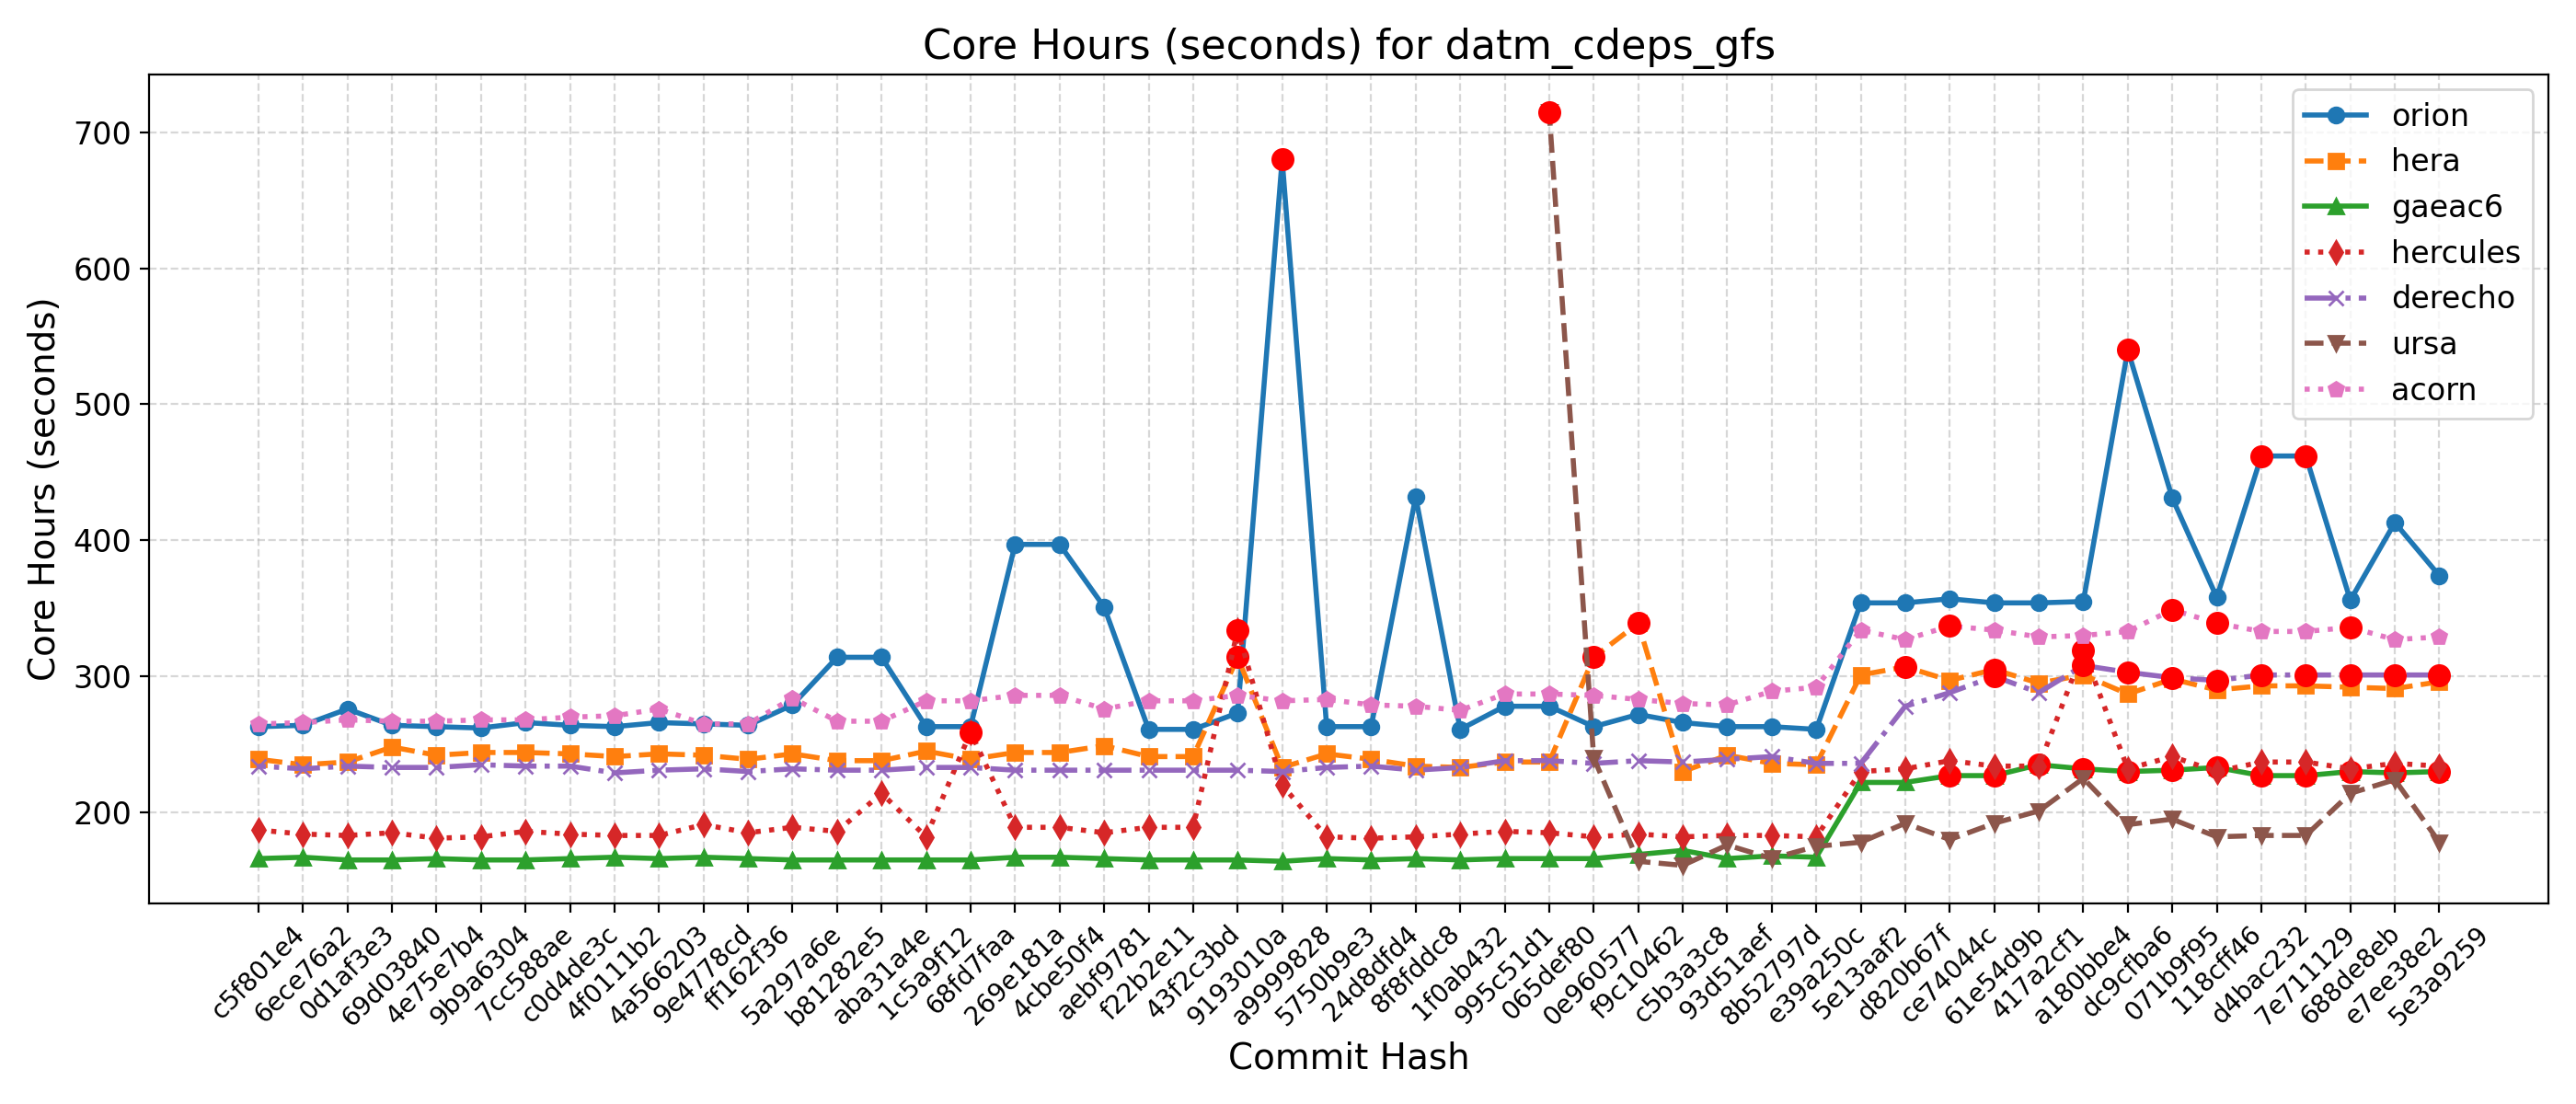 Core Hours (seconds) for datm_cdeps_gfs
Core Hours (seconds)
700
600
500
400
300
200
orion
hera
gaeac6
hercules
derecho
ursa
acorn
c5f801e4
6ece76a2
0d1af3e3
69d03840
4e75e7b4
9b9a6304
7cc588ae
c0d4de3c
4f0111b2
4a566203
9e4778cd
ff162f36
5a297a6e
b81282e5
aba31a4e
1c5a9f12
68fd7faa
269e181a
4cbe50f4
aebf9781
f22b2e11
43f2c3bd
9193010a
a9999828
5750b9e3
24d8dfd4
8f8fddc8
1f0ab432
995c51d1
065def80
0e960577
f9c10462
c5b3a3c8
93d51aef
8b52797d
e39a250c
5e13aaf2
d820b67f
ce74044c
61e54d9b
417a2cf1
a180bbe4
dc9cfba6
071b9f95
118cff46
d4bac232
7e711129
688de8eb
e7ee38e2
5e3a9259
Commit Hash